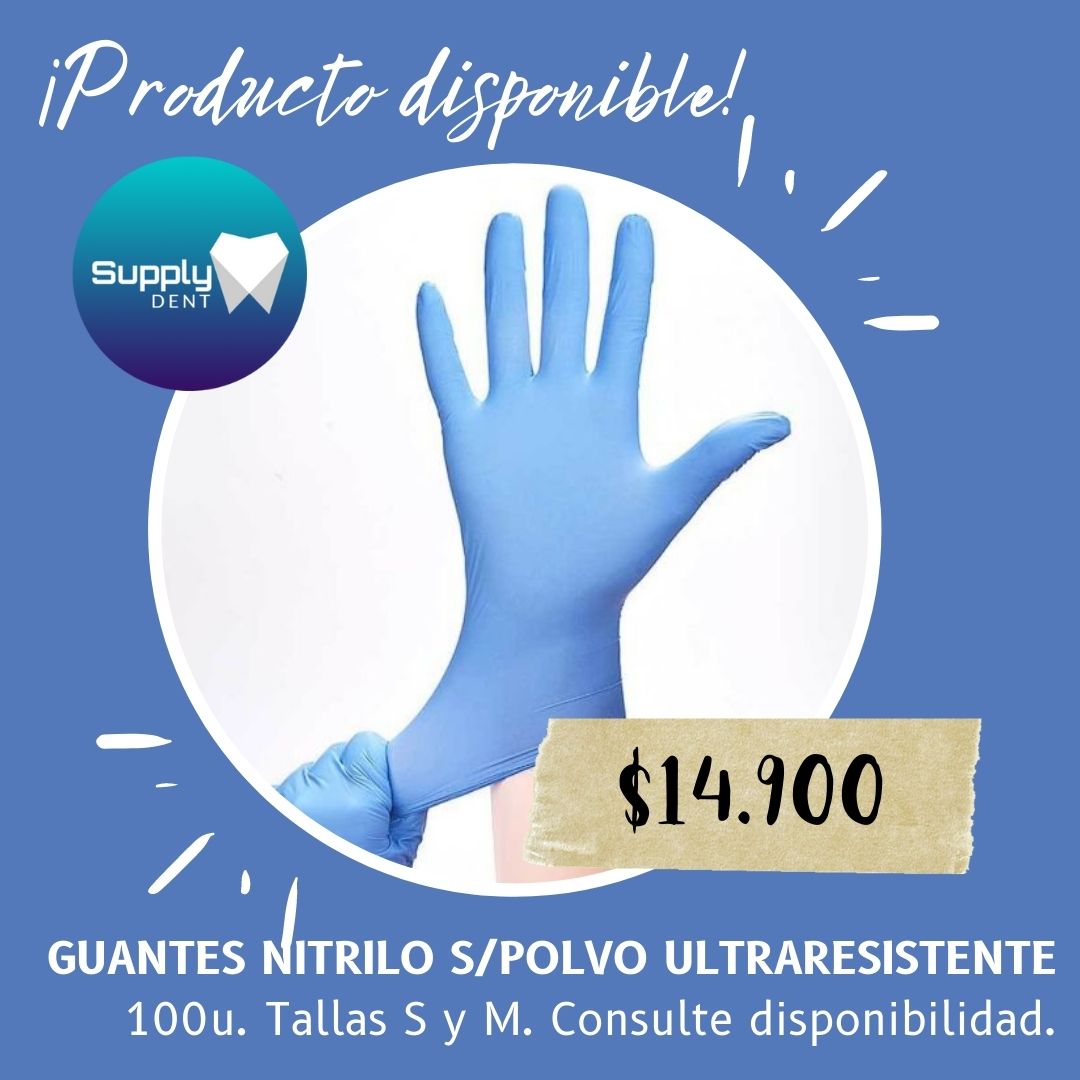 ¡Producto disponible!
Supply
DENT
$14.900
GUANTES NITRILO S/POLVO ULTRARESISTENTE
100u. Tallas S y M. Consulte disponibilidad.